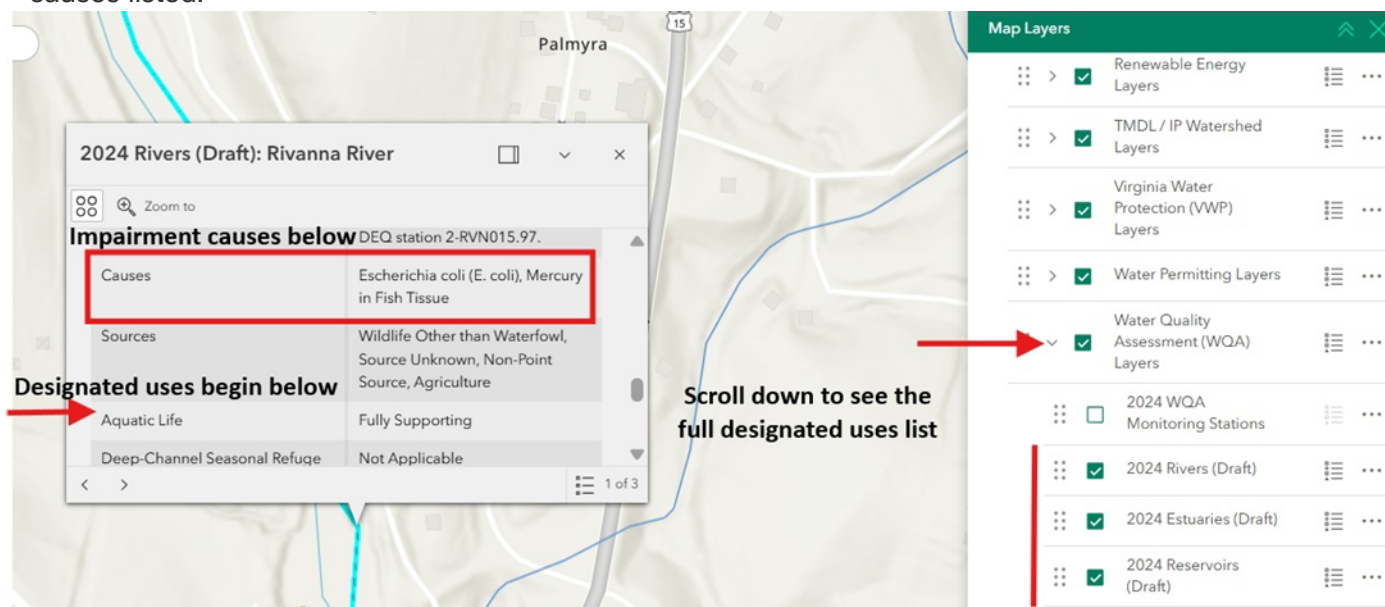 causes listed.
15
Palmyra
2024 Rivers (Draft): Rivanna River
Zoom to
Impairment causes below
DEQ station 2-RVN015.97.
Causes
Escherichia coli (E. coli), Mercury
in Fish Tissue
Sources
Wildlife Other than Waterfowl,
Source Unknown, Non-Point
Source, Agriculture
Designated uses begin below
Aquatic Life
Fully Supporting
Deep-Channel Seasonal Refuge
Not Applicable
1 of 3
Scroll down to see the
full designated uses list
Map Layers
Renewable Energy
Layers
TMDL / IP Watershed
Layers
Virginia Water
Protection (VWP)
Layers
Water Permitting Layers
Water Quality
Assessment (WQA)
Layers
2024 WQA
Monitoring Stations
2024 Rivers (Draft)
2024 Estuaries (Draft)
2024 Reservoirs
(Draft)